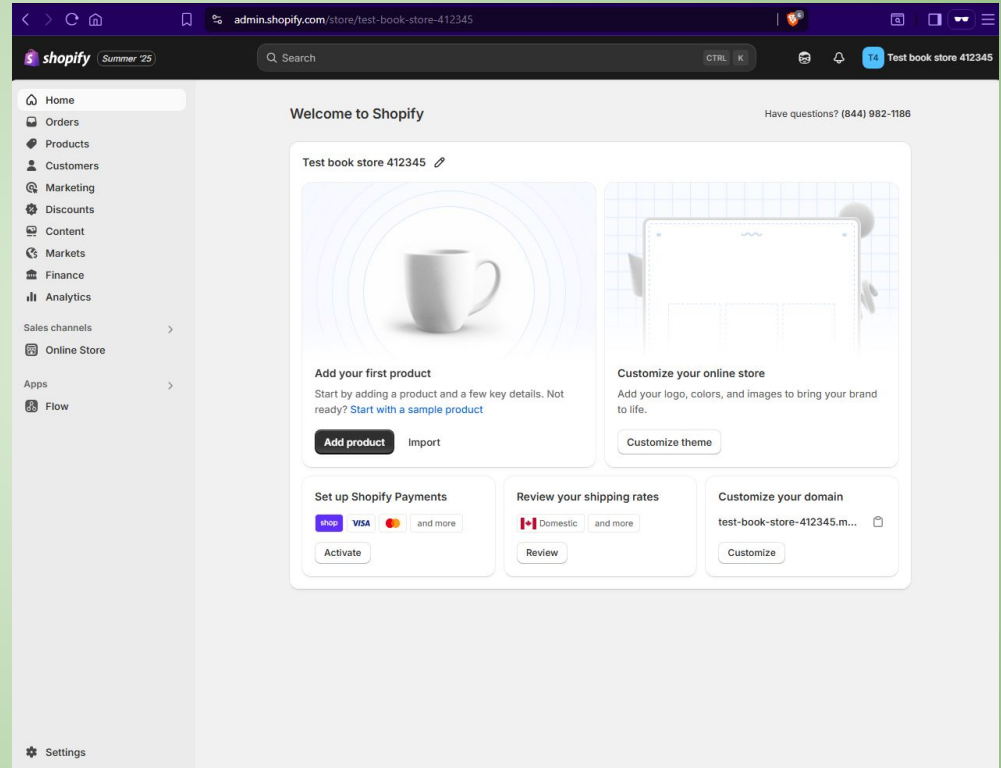 admin.shopify.com/store/test-book-store-412345
6
shopify Summer '25
Search CTRL K
T4 Test book store 412345
Home
Orders
Products
Customers
Marketing
Discounts
Content
Markets
Finance
Analytics
Sales channels
Online Store
Apps
Flow
Settings
Welcome to Shopify
Have questions? (844) 982-1186
Test book store 412345
Add your first product
Start by adding a product and a few key details. Not
ready? Start with a sample product
Add product Import
Customize your online store
Add your logo, colors, and images to bring your brand
to life.
Customize theme
Set up Shopify Payments
shop VISA and more
Activate
Review your shipping rates
Domestic and more
Review
Customize your domain
test-book-store-412345.m...
Customize